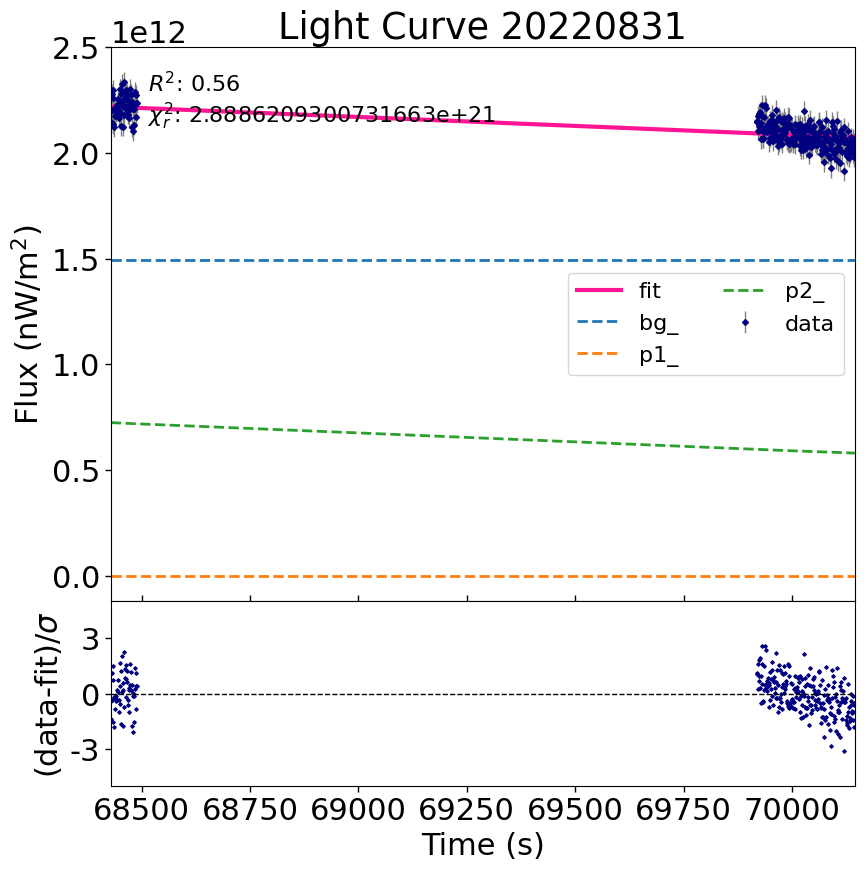 Light Curve 20220831
1e12
R²: 0.56
χ²ᵣ: 2.8886209300731663e+21
2.5
2.0
1.5
1.0
0.5
0.0
Flux (nW/m²)
fit
bg_
p1_
p2_
data
3
0
-3
(data-fit)/σ
68500 68750 69000 69250 69500 69750 70000
Time (s)